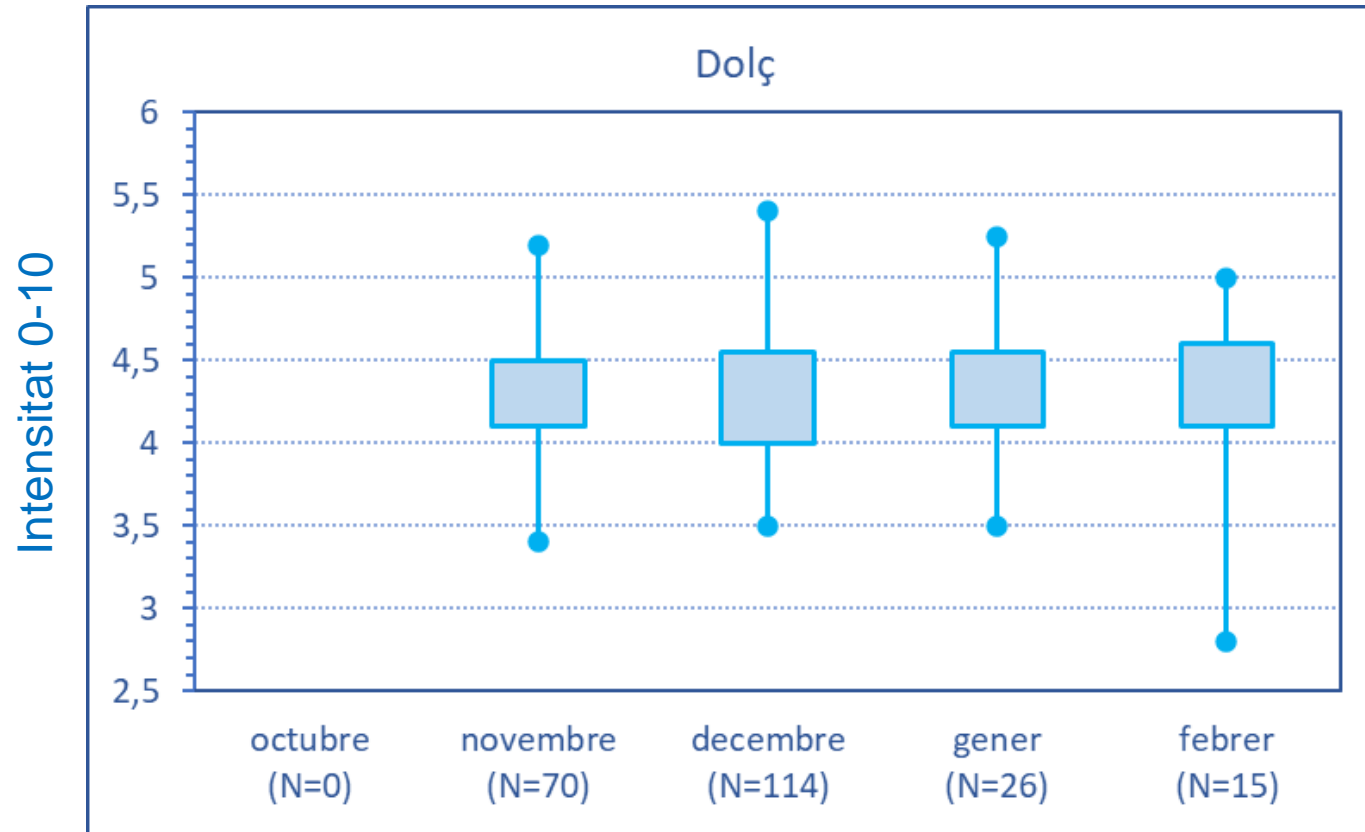 Dolç
Intensitat 0-10
6
5,5
5
4,5
4
3,5
3
2,5
octubre novembre decembre gener febrer
(N=0) (N=70) (N=114) (N=26) (N=15)